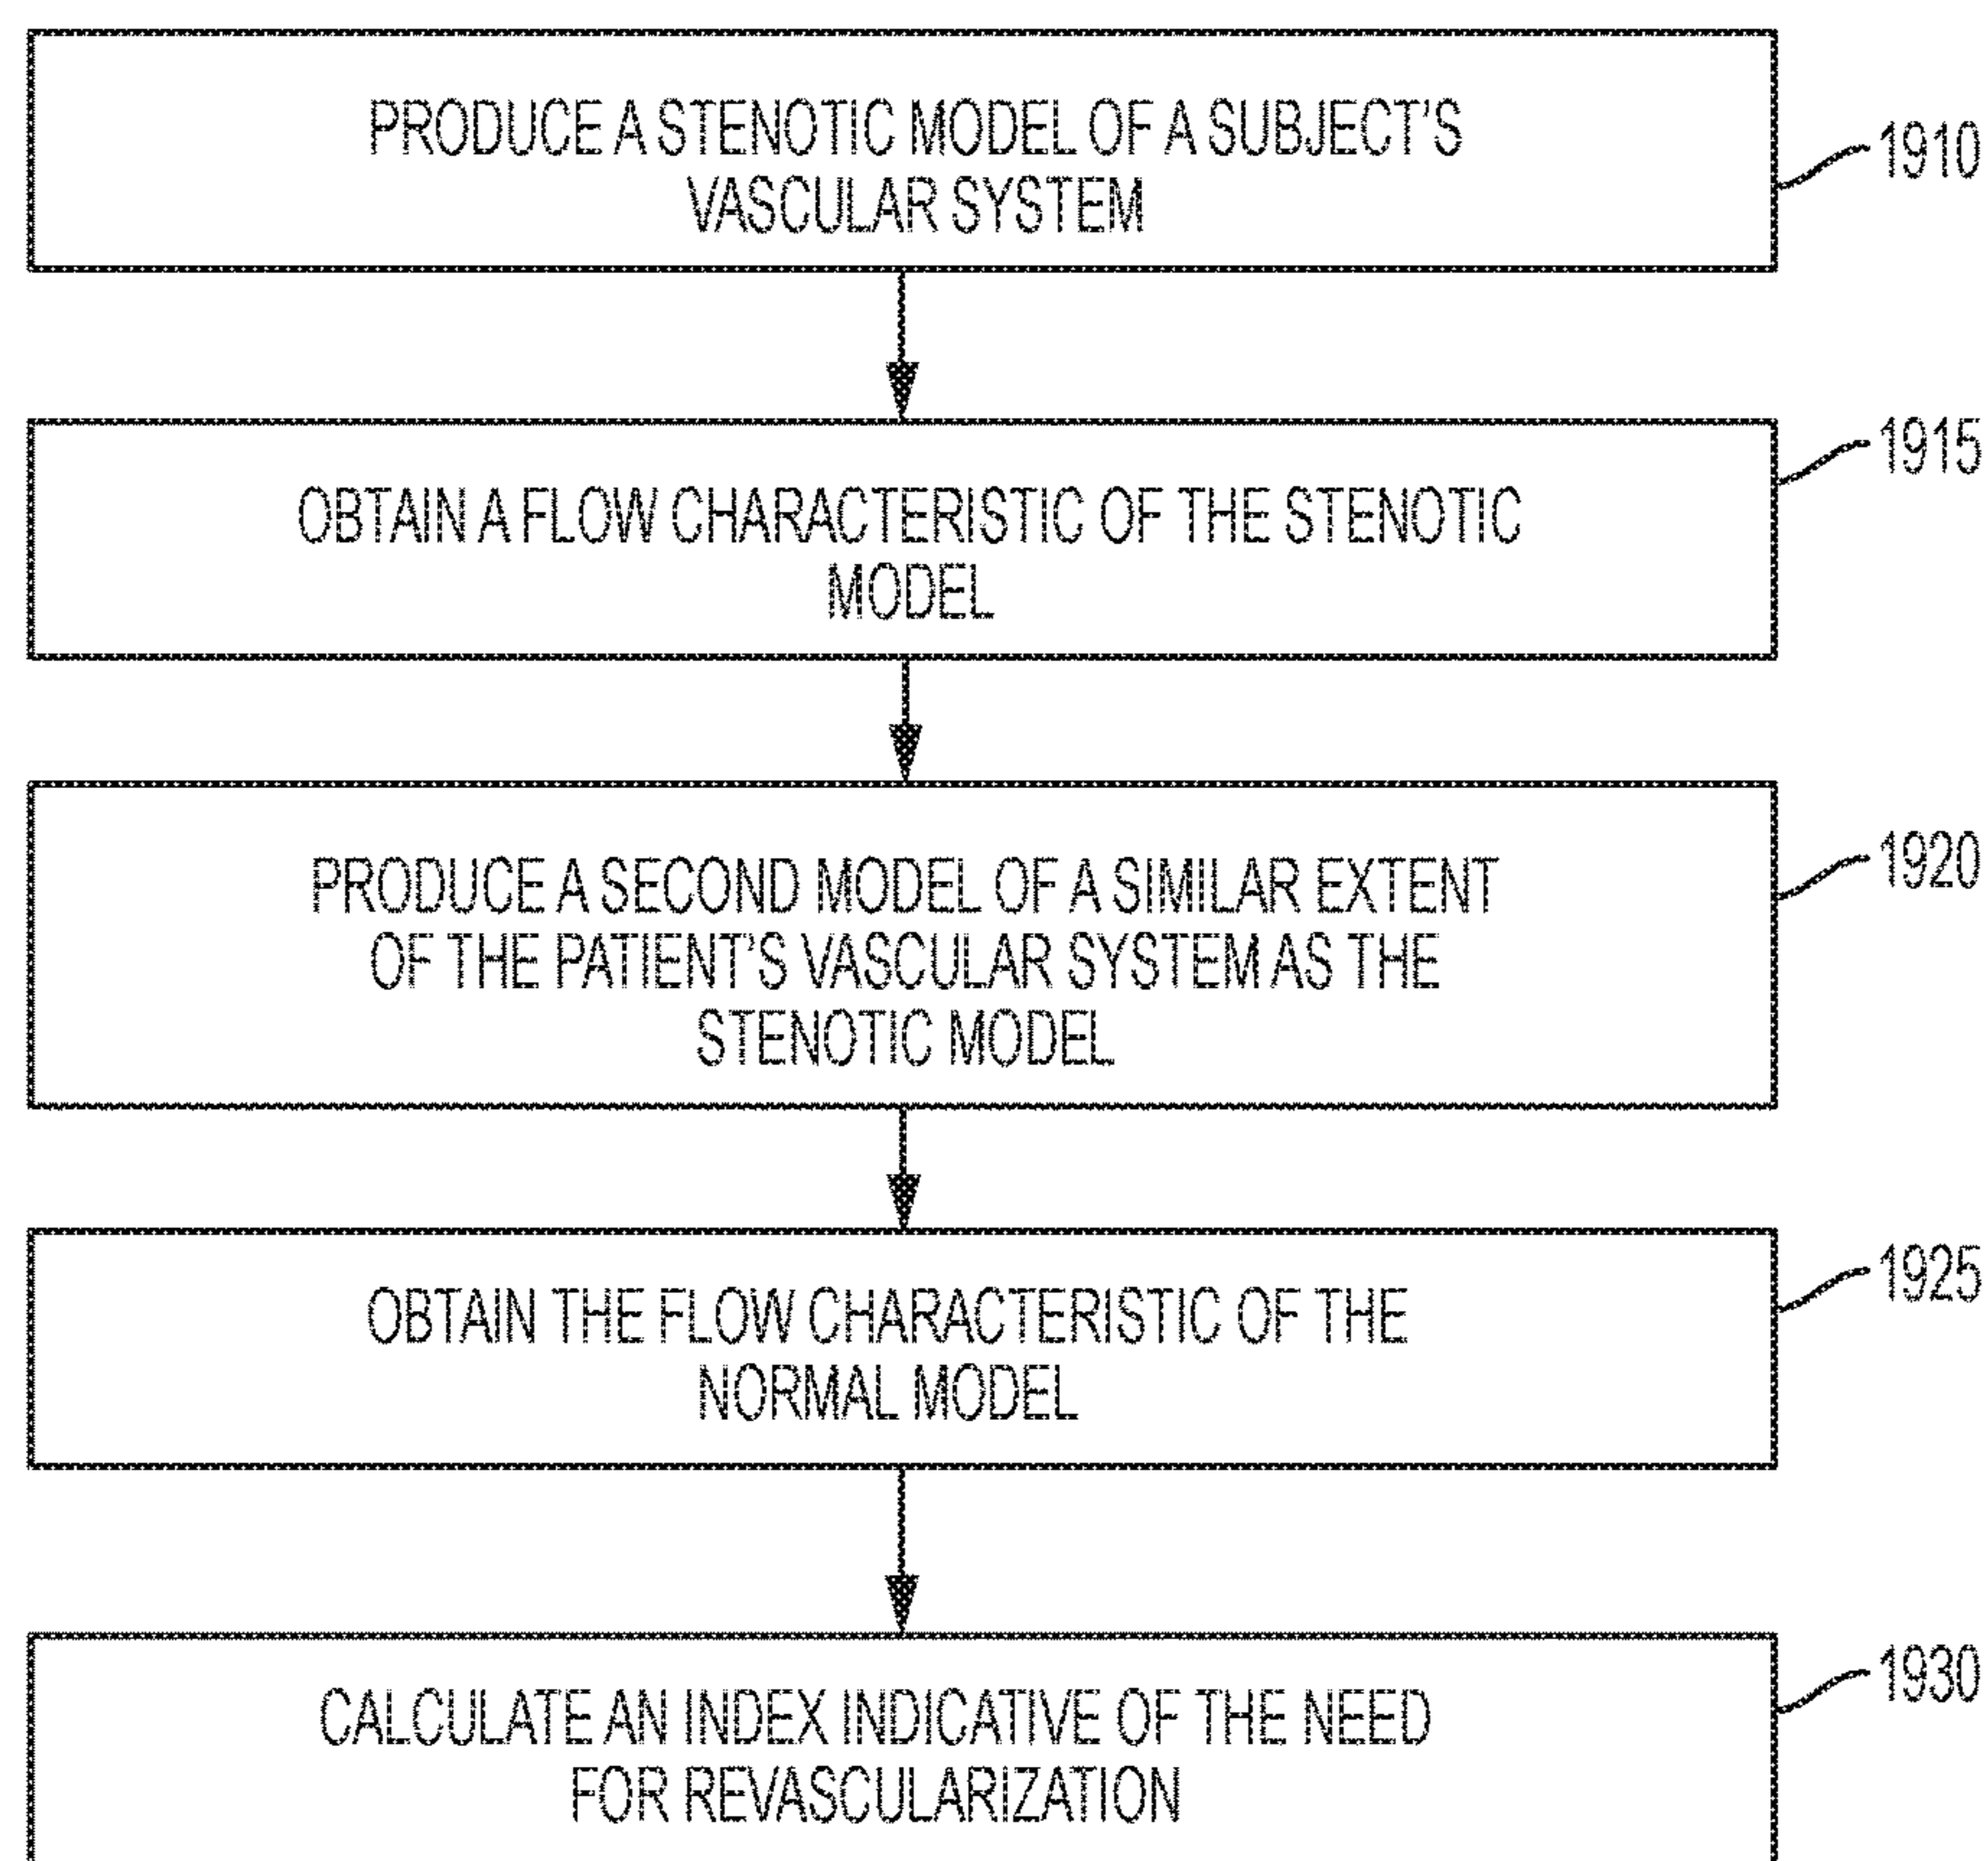 PRODUCE A STENOTIC MODEL OF A SUBJECT'S
VASCULAR SYSTEM
1910
OBTAIN A FLOW CHARACTERISTIC OF THE STENOTIC
MODEL
1915
PRODUCE A SECOND MODEL OF A SIMILAR EXTENT
OF THE PATIENT'S VASCULAR SYSTEM AS THE
STENOTIC MODEL
1920
OBTAIN THE FLOW CHARACTERISTIC OF THE
NORMAL MODEL
1925
CALCULATE AN INDEX INDICATIVE OF THE NEED
FOR REVASCULARIZATION
1930